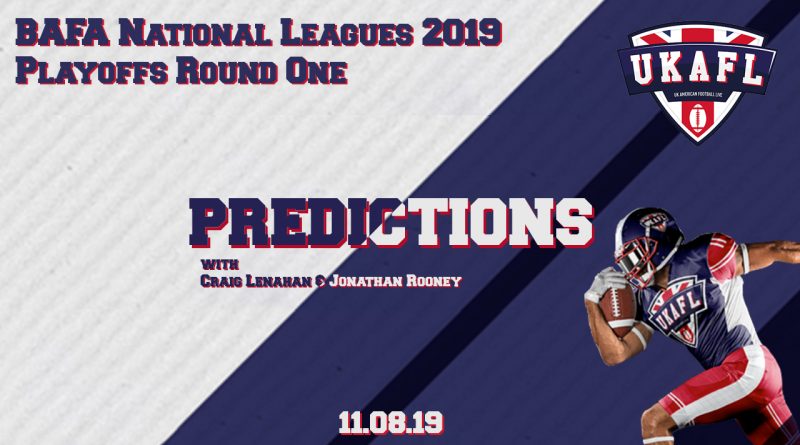 BAFA National Leagues 2019
Playoffs Round One
UKAFL
UK AMERICAN FOOTBALL LIVE
PREDICTIONS
with
Craig Lenahan & Jonathan Rooney
UKAFL
11.08.19